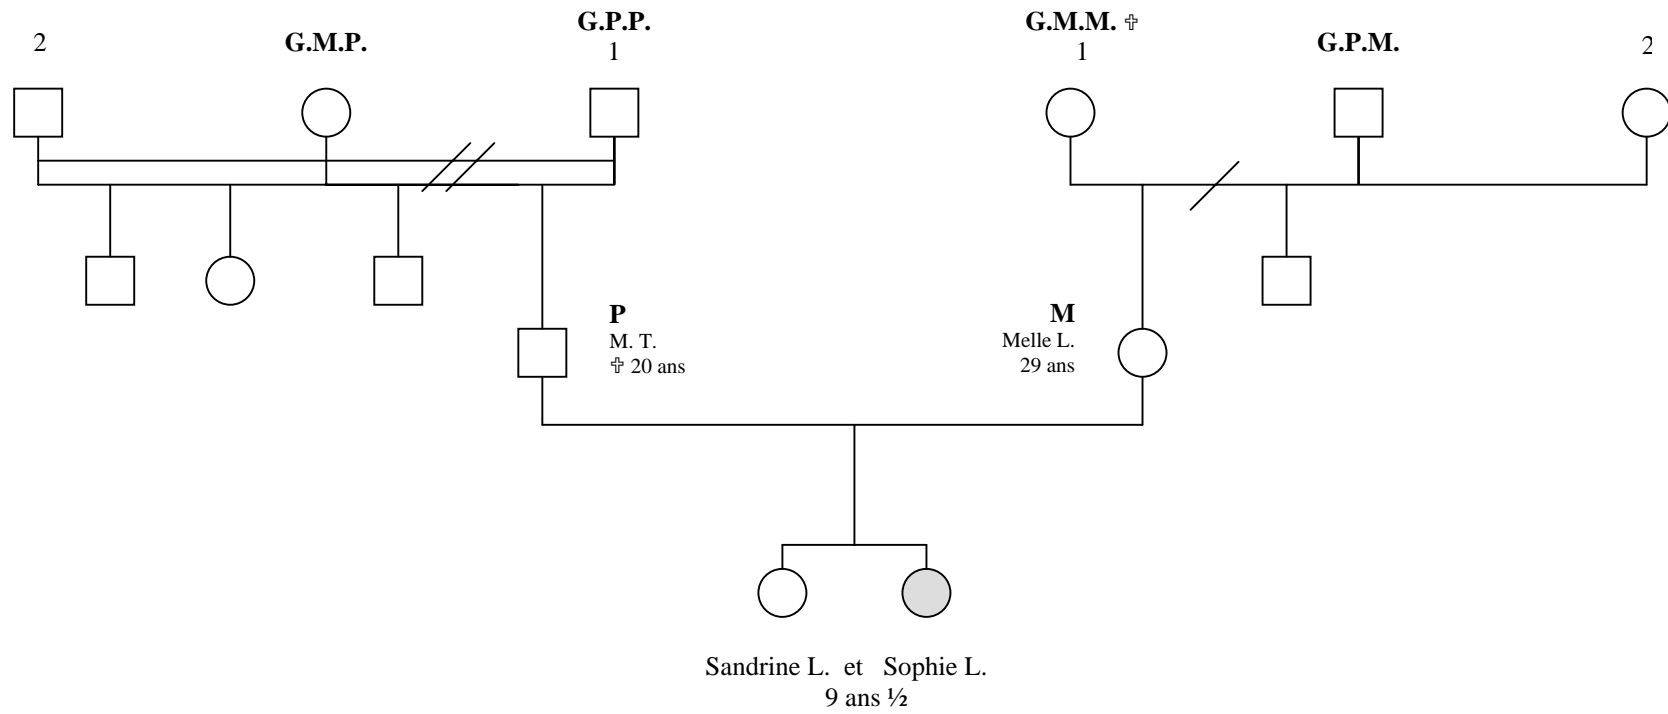 G.P.P.
G.M.M. ✞
2
G.M.P.
1
1
G.P.M.
2
P
M. T.
✞ 20 ans
M
Melle L.
29 ans
Sandrine L. et Sophie L.
9 ans ½